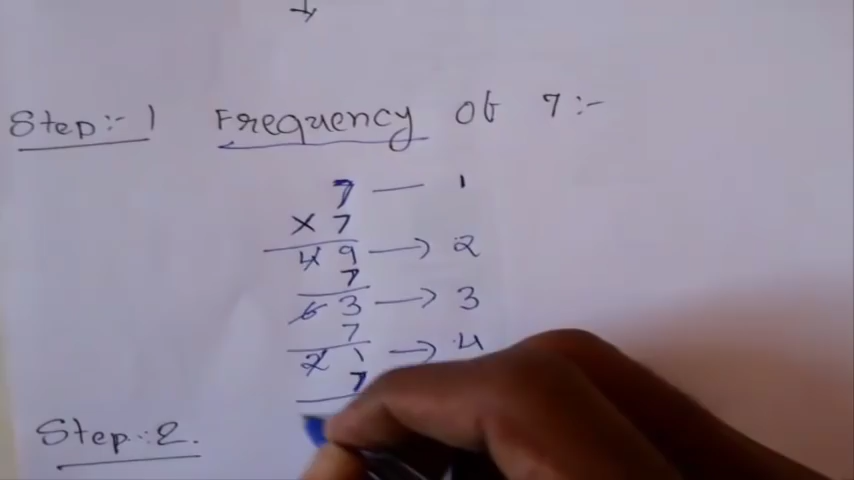 Step:- 1 Frequency of 7:-
7 — 1
× 7
49 → 2
7
63 → 3
7
21 → 4
7
Step:2.